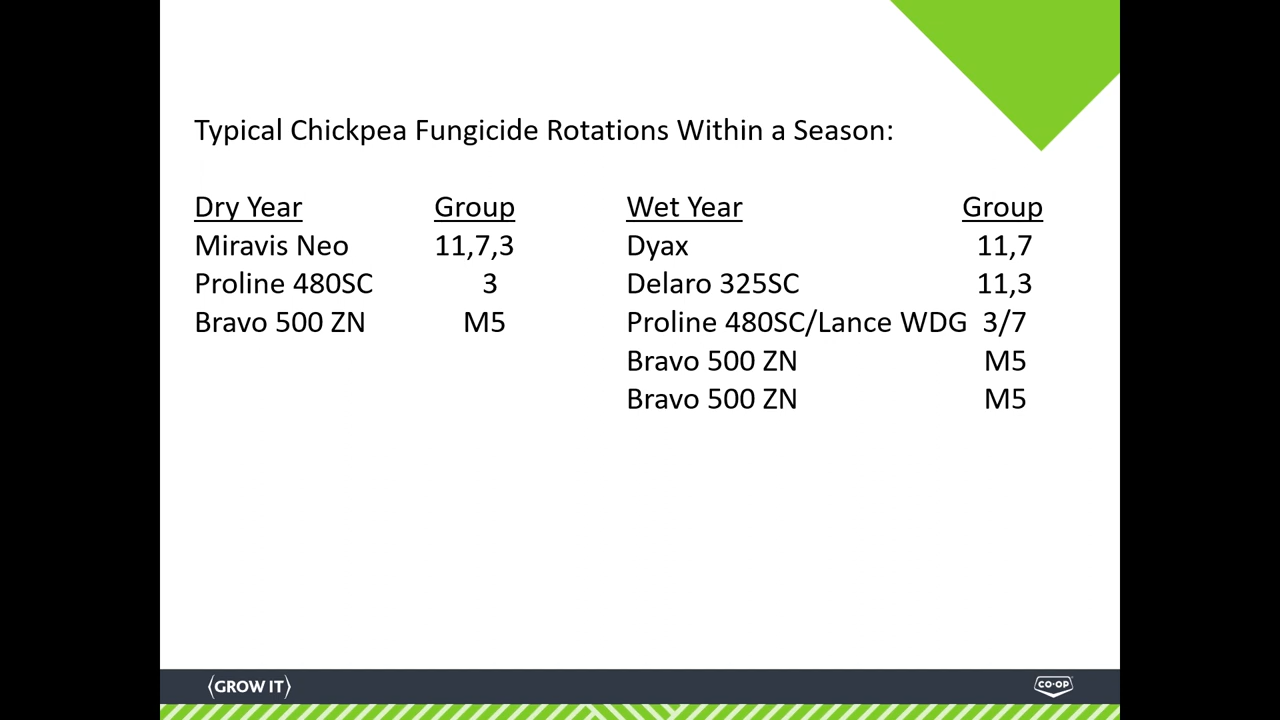 Typical Chickpea Fungicide Rotations Within a Season:
Dry Year Group Wet Year Group
Miravis Neo 11,7,3 Dyax 11,7
Proline 480SC 3 Delaro 325SC 11,3
Bravo 500 ZN M5 Proline 480SC/Lance WDG 3/7
Bravo 500 ZN M5
Bravo 500 ZN M5
GROW IT CO-OP